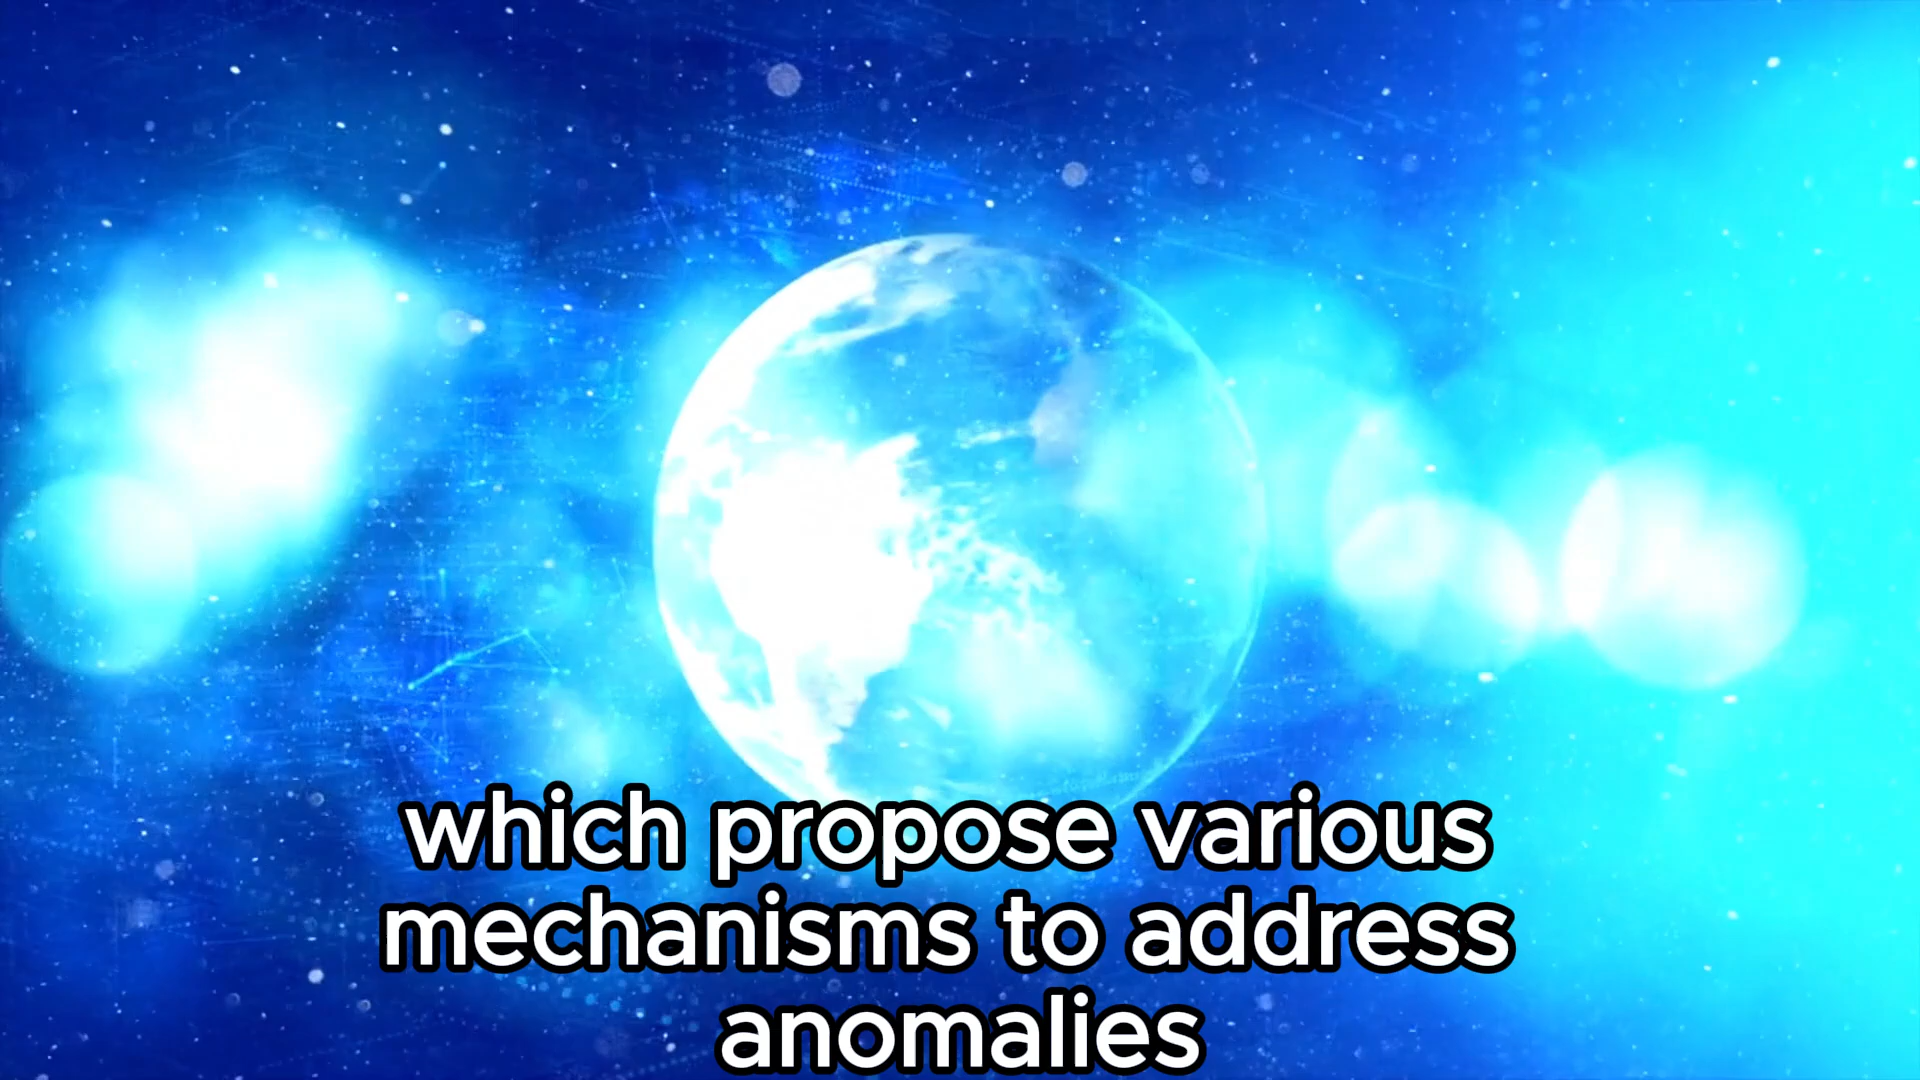 which propose various
mechanisms to address
anomalies